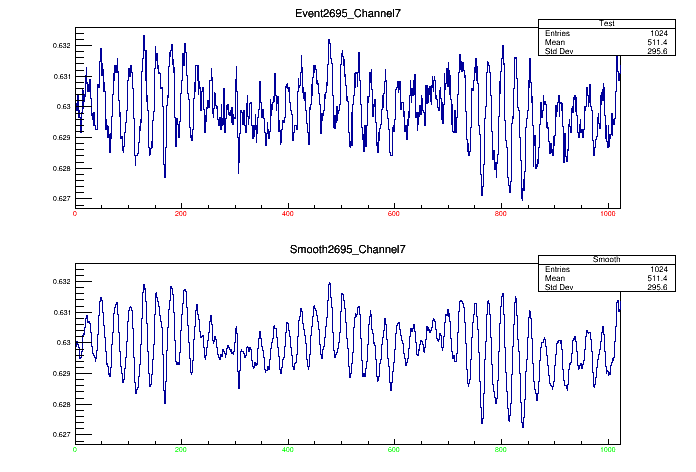 Event2695_Channel7
Test
Entries 1024
Mean 511.4
Std Dev 295.6
0.632
0.631
0.63
0.629
0.628
0.627
0 200 400 600 800 1000
Smooth2695_Channel7
Smooth
Entries 1024
Mean 511.4
Std Dev 295.6
0.632
0.631
0.63
0.629
0.628
0.627
0 200 400 600 800 1000